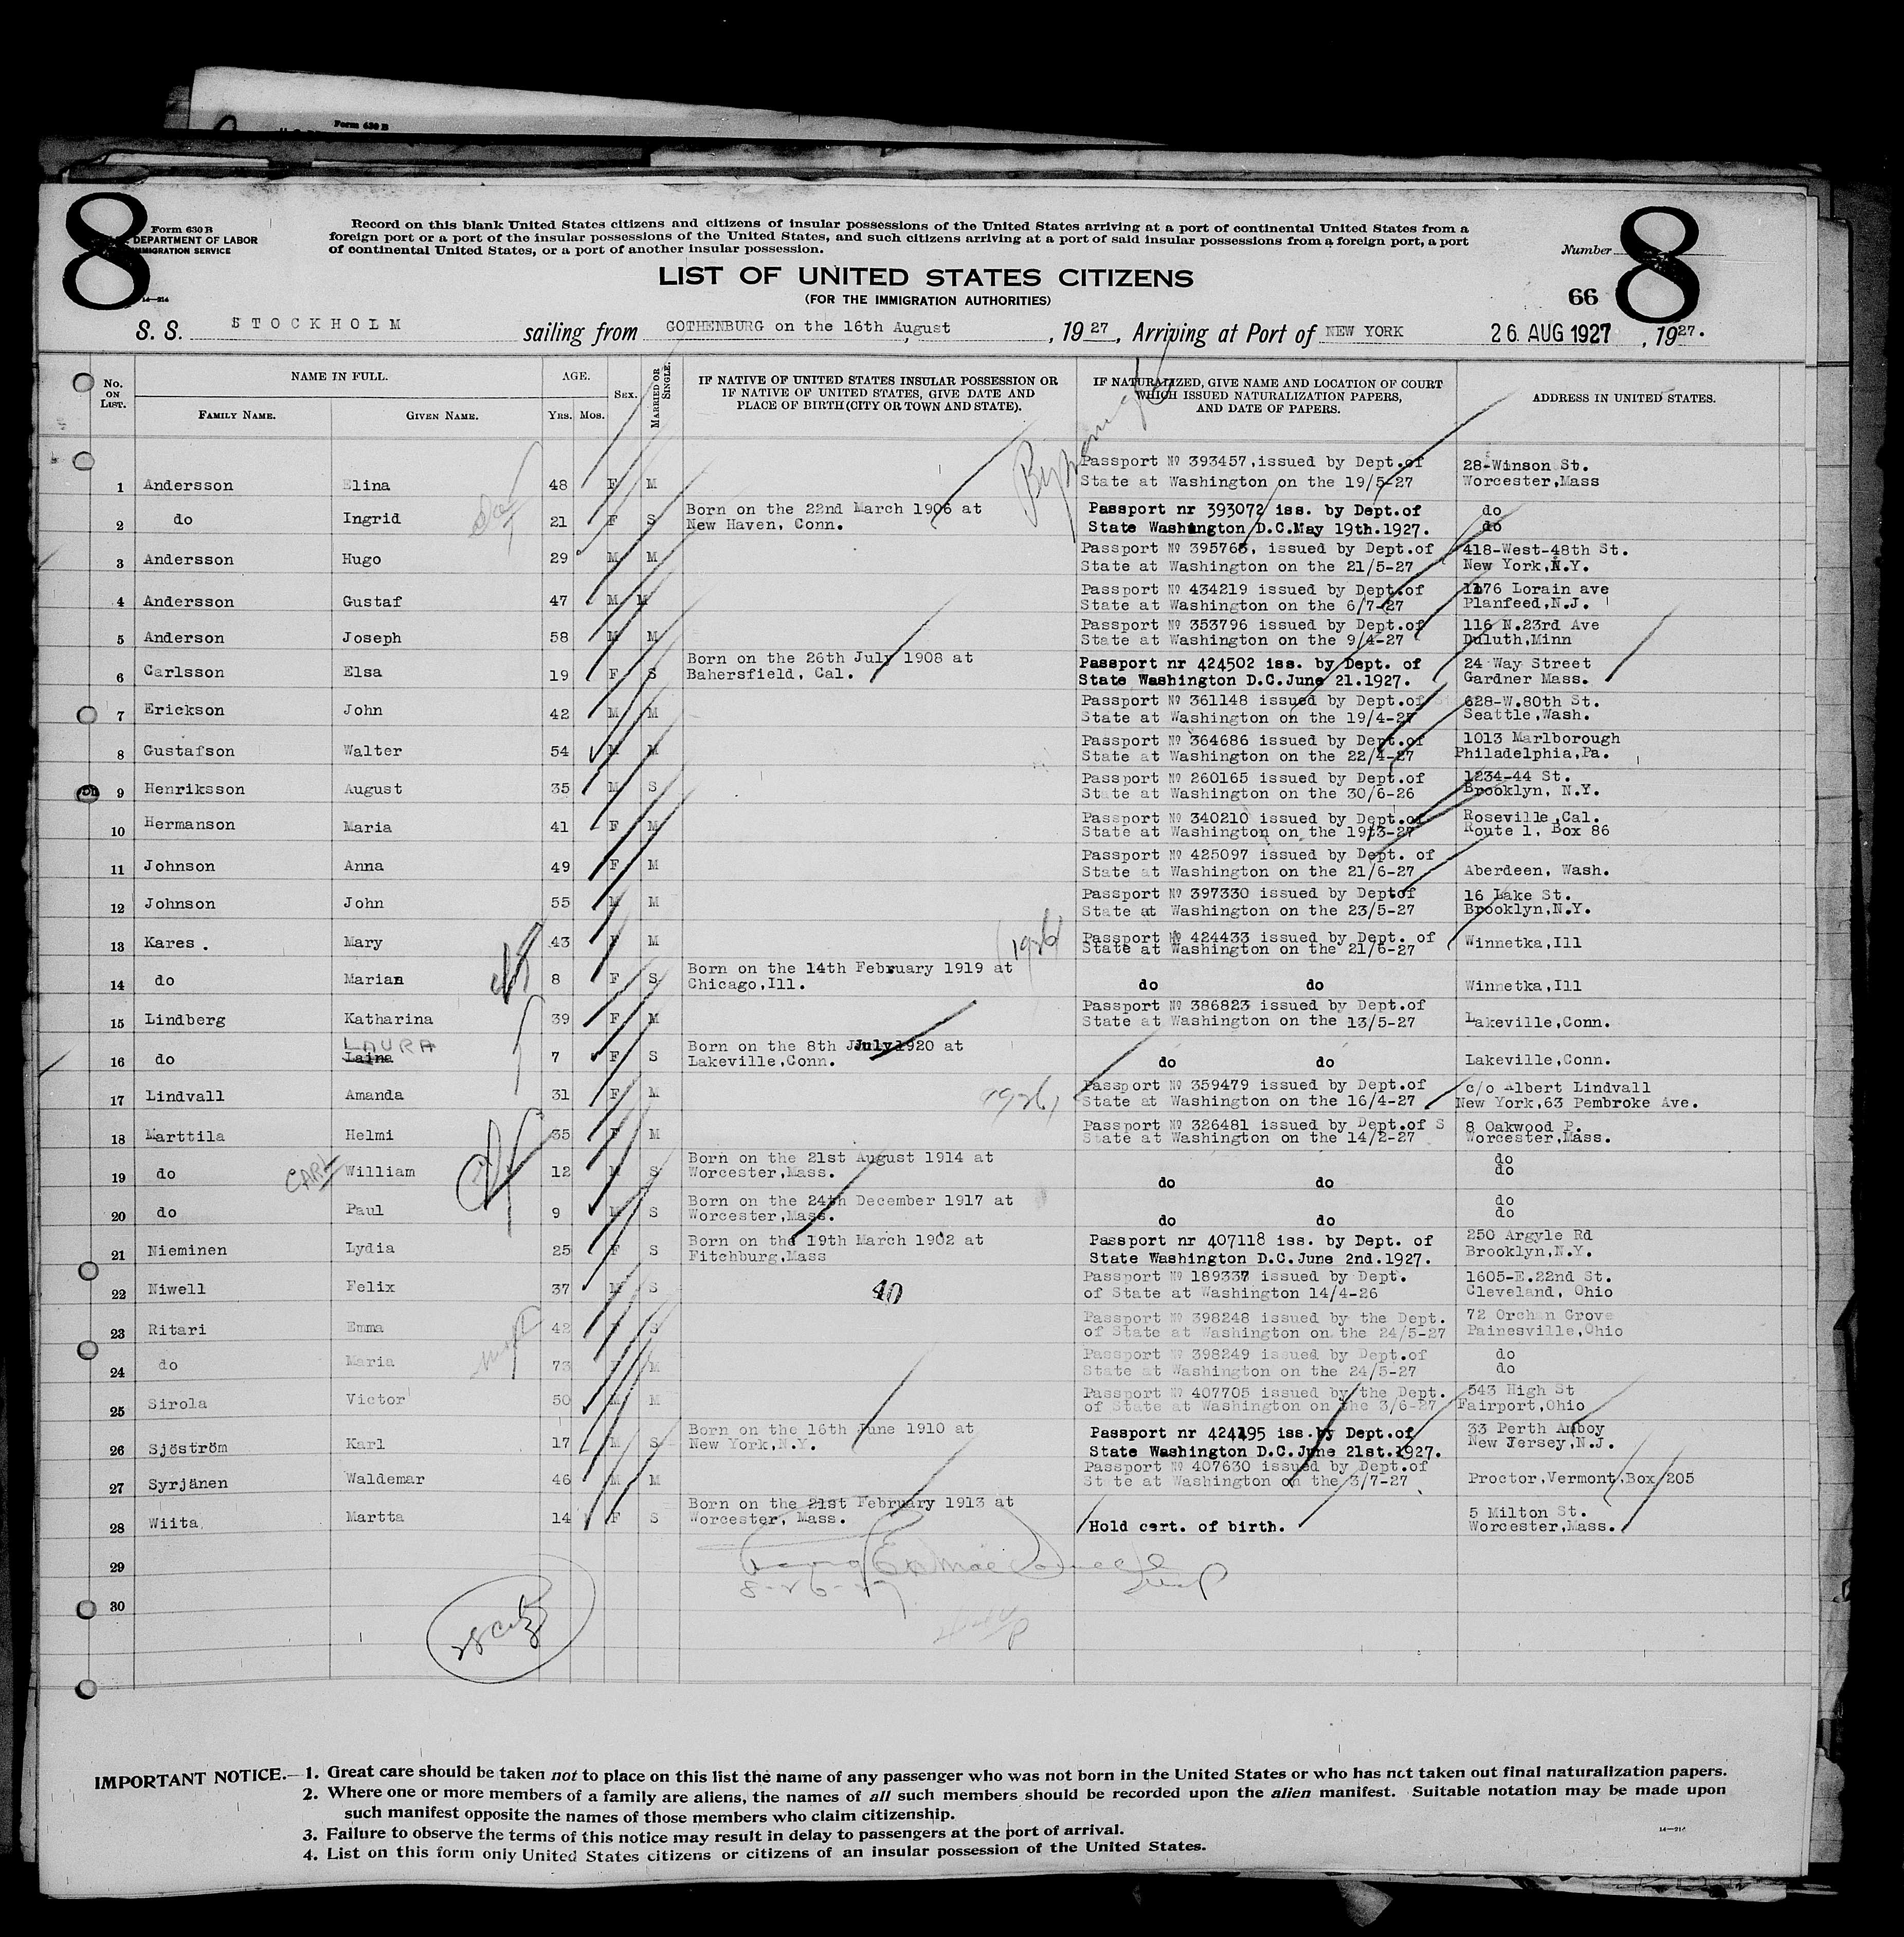 Form 630 B
8
8
Form 630 B
DEPARTMENT OF LABOR
IMMIGRATION SERVICE
14—214
Record on this blank United States citizens and citizens of insular possessions of the United States arriving at a port of continental United States from a
foreign port or a port of the insular possessions of the United States, and such citizens arriving at a port of said insular possessions from a foreign port, a port
of continental United States, or a port of another insular possession.
Number
LIST OF UNITED STATES CITIZENS
(FOR THE IMMIGRATION AUTHORITIES)
66
S. S. STOCKHOLM sailing from GOTHENBURG on the 16th August, 1927, Arriving at Port of NEW YORK 26 AUG 1927, 1927.
No. ON LIST.
NAME IN FULL.
FAMILY NAME.
GIVEN NAME.
AGE.
YRS. MOS.
SEX.
MARRIED OR SINGLE.
IF NATIVE OF UNITED STATES INSULAR POSSESSION OR
IF NATIVE OF UNITED STATES, GIVE DATE AND
PLACE OF BIRTH (CITY OR TOWN AND STATE).
IF NATURALIZED, GIVE NAME AND LOCATION OF COURT
WHICH ISSUED NATURALIZATION PAPERS,
AND DATE OF PAPERS.
ADDRESS IN UNITED STATES.
1 Andersson Elina 48 F M Passport № 393457, issued by Dept.of 28-Winson St.
State at Washington on the 19/5-27 Worcester,Mass
2 do Ingrid 21 F S Born on the 22nd March 1906 at Passport nr 393072 iss. by Dept.of do
New Haven, Conn. State Washington D.C.May 19th.1927. do
3 Andersson Hugo 29 M M Passport № 395765, issued by Dept.of 418-West-48th St.
State at Washington on the 21/5-27 New York,N.Y.
4 Andersson Gustaf 47 M M Passport № 434219 issued by Dept.of 1176 Lorain ave
State at Washington on the 6/7-27 Planfeed,N.J.
5 Anderson Joseph 58 M M Passport № 353796 issued by Dept.of 116 N.23rd Ave
State at Washington on the 9/4-27 Duluth,Minn
6 Carlsson Elsa 19 F S Born on the 26th July 1908 at Passport nr 424502 iss. by Dept. of 24 Way Street
Bahersfield, Cal. State Washington D.C.June 21.1927. Gardner Mass.
7 Erickson John 42 M M Passport № 361148 issued by Dept.of 628-W.80th St.
State at Washington on the 19/4-27 Seattle,Wash.
8 Gustafson Walter 54 M M Passport № 364686 issued by Dept.of 1013 Marlborough
State at Washington on the 22/4-27 Philadelphia,Pa.
9 Henriksson August 35 M S Passport № 260165 issued by Dept.of 1234-44 St.
State at Washington on the 30/6-26 Brooklyn, N.Y.
10 Hermanson Maria 41 F M Passport № 340210 issued by Dept.of Roseville,Cal.
State at Washington on the 19/3-27 Route 1, Box 86
11 Johnson Anna 49 F M Passport № 425097 issued by Dept. of
State at Washington on the 21/6-27 Aberdeen, Wash.
12 Johnson John 55 M M Passport № 397330 issued by Deptof 16 Lake St.
State at Washington on the 23/5-27 Brooklyn,N.Y.
13 Kares. Mary 43 F M Passport № 424433 issued by Dept. of
State at Washington on the 21/6-27 Winnetka,Ill
14 do Marian 8 F S Born on the 14th February 1919 at
Chicago,Ill. do do Winnetka,Ill
15 Lindberg Katharina 39 F M Passport № 386823 issued by Dept.of
State at Washington on the 13/5-27 Lakeville,Conn.
LAURA
16 do Laina 7 F S Born on the 8th July 1920 at
Lakeville,Conn. do do Lakeville,Conn.
17 Lindvall Amanda 31 F M Passport № 359479 issued by Dept.of c/o Albert Lindvall
State at Washington on the 16/4-27 New York,63 Pembroke Ave.
18 Marttila Helmi 35 F M Passport № 326481 issued by Dept.of S 8 Oakwood P.
State at Washington on the 14/2-27 Worcester,Mass.
19 do CARL William 12 M S Born on the 21st August 1914 at do
Worcester,Mass. do do do
20 do Paul 9 M S Born on the 24th December 1917 at do
Worcester,Mass. do do do
21 Nieminen Lydia 25 F S Born on the 19th March 1902 at Passport nr 407118 iss. by Dept. of 250 Argyle Rd
Fitchburg,Mass State Washington D.C.June 2nd.1927. Brooklyn,N.Y.
22 Niwell Felix 37 M S 40 Passport № 189337 issued by Dept. 1605-E.22nd St.
of State at Washington 14/4-26 Cleveland, Ohio
23 Ritari Emma 42 F S Passport № 398248 issued by the Dept. 72 Orchan Grove
of State at Washington on the 24/5-27 Painesville,Ohio
24 do Maria 73 F M Passport № 398249 issued by Dept.of do
State at Washington on the 24/5-27 do
25 Sirola Victor 50 M M Passport № 407705 issued by the Dept. 543 High St
of State at Washington on the 3/6-27 Fairport,Ohio
26 Sjöström Karl 17 M S Born on the 16th June 1910 at Passport nr 424195 iss. by Dept.of 33 Perth Amboy
New York,N.Y. State Washington D.C.June 21st.1927. New Jersey,N.J.
27 Syrjänen Waldemar 46 M M Passport № 407630 issued by Dept.of
State at Washington on the 3/7-27 Proctor,Vermont,Box 205
28 Wiita Martta 14 F S Born on the 21st February 1913 at 5 Milton St.
Worcester, Mass. Hold cert. of birth. Worcester,Mass.
29
8-26-27
30
28 citz
IMPORTANT NOTICE.—1. Great care should be taken not to place on this list the name of any passenger who was not born in the United States or who has not taken out final naturalization papers.
2. Where one or more members of a family are aliens, the names of all such members should be recorded upon the alien manifest. Suitable notation may be made upon
such manifest opposite the names of those members who claim citizenship.
3. Failure to observe the terms of this notice may result in delay to passengers at the port of arrival.
4. List on this form only United States citizens or citizens of an insular possession of the United States.
14—214